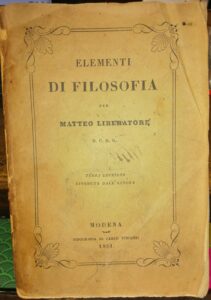 ELEMENTI
DI FILOSOFIA
PER
MATTEO LIBERATORE
D. C. D. G.
TERZA EDIZIONE
RIVEDUTA DALL'AUTORE
MODENA
TIPOGRAFIA DI CARLO VINCENZI